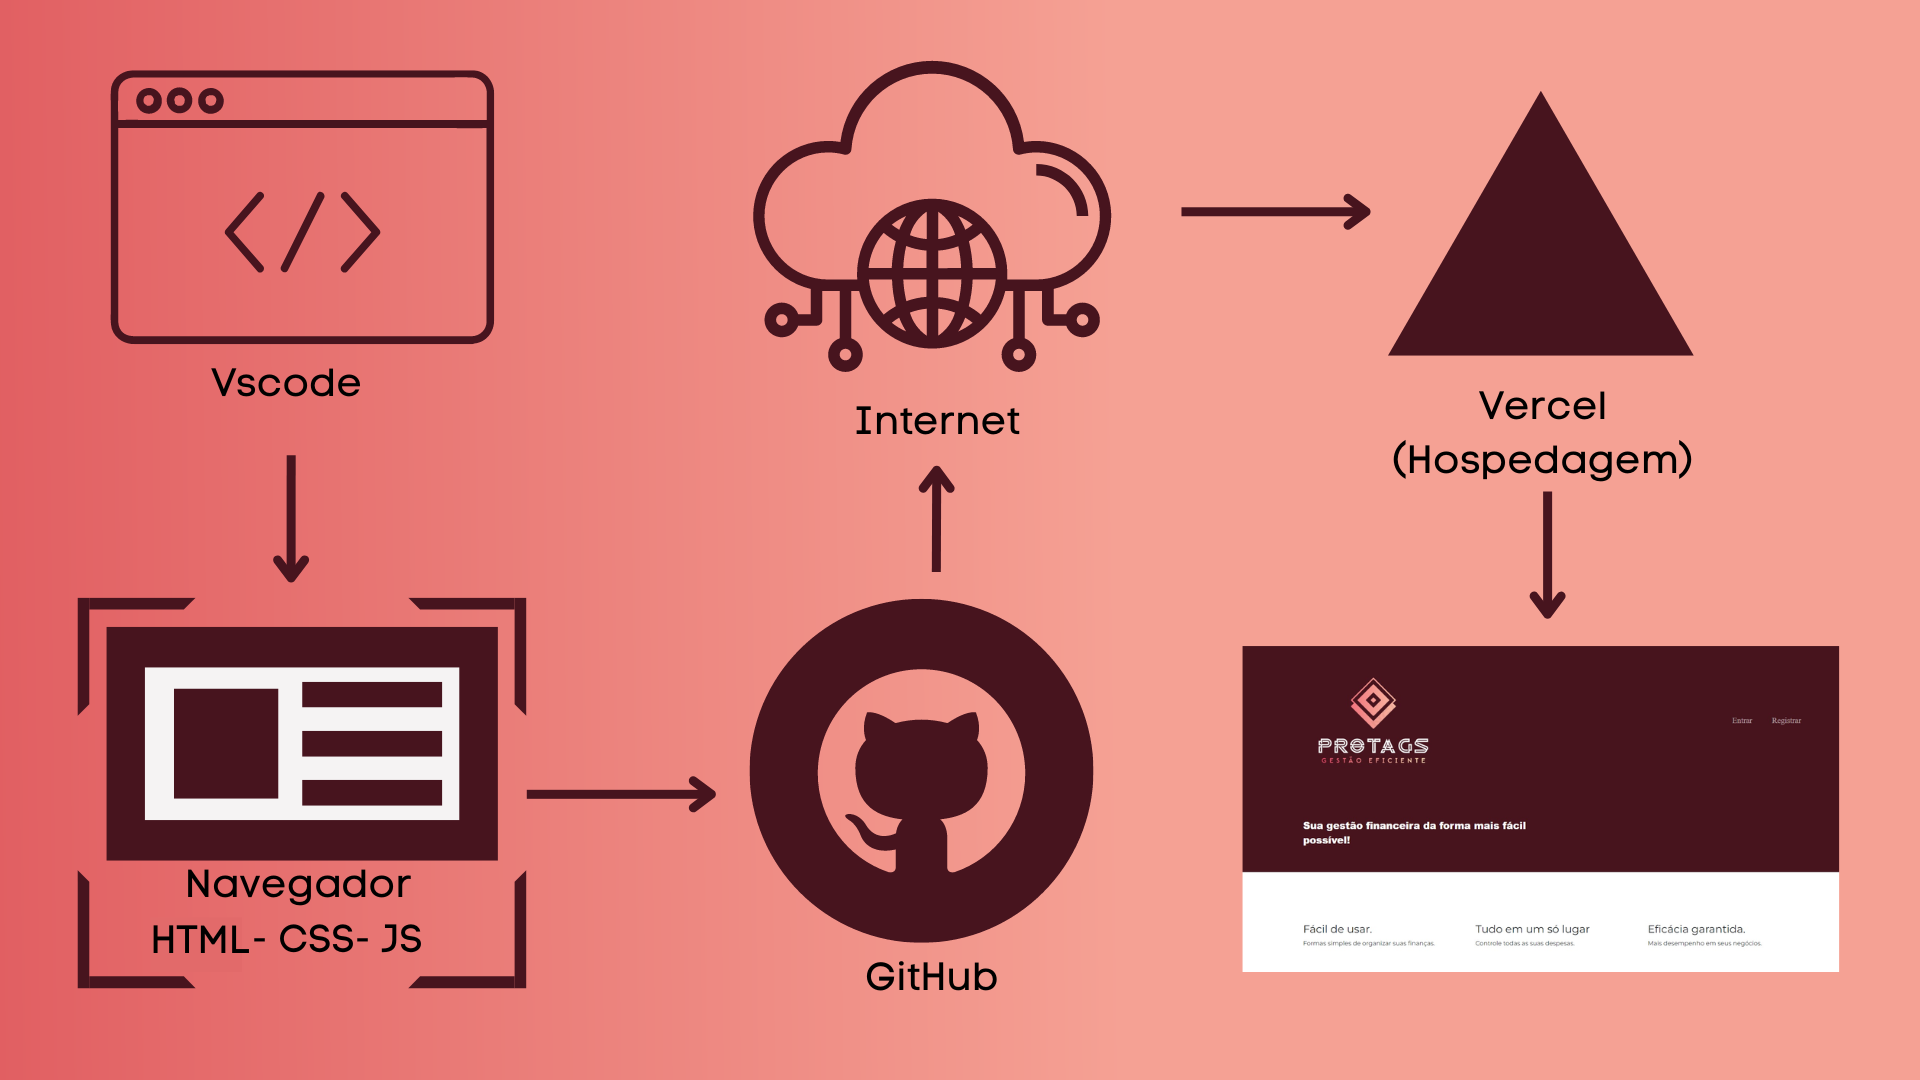 Vscode
Navegador
HTML- CSS- JS
GitHub
Internet
Vercel
(Hospedagem)
PROTAGS
GESTÃO EFICIENTE
Entrar Registrar
Sua gestão financeira da forma mais fácil
possível!
Fácil de usar.
Formas simples de organizar suas finanças.
Tudo em um só lugar
Controle todas as suas despesas.
Eficácia garantida.
Mais desempenho em seus negócios.